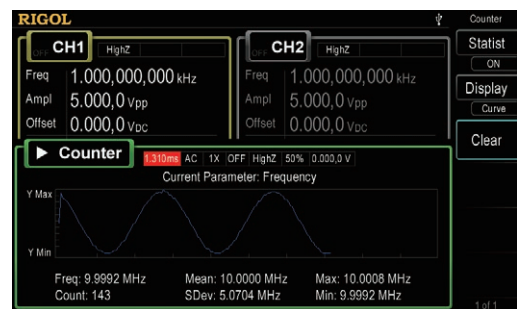 RIGOL
Counter
OFF CH1 HighZ
Freq 1.000,000,000 kHz
Ampl 5.000,0 Vpp
Offset 0.000,0 VDC
OFF CH2 HighZ
Freq 1.000,000,000 kHz
Ampl 5.000,0 Vpp
Offset 0.000,0 VDC
Statist
ON
Display
Curve
Clear
Counter 1.310ms AC 1X OFF HighZ 50% 0.000,0 V
Current Parameter: Frequency
Y Max
Y Min
Freq: 9.9992 MHz Mean: 10.0000 MHz Max: 10.0008 MHz
Count: 143 SDev: 5.0704 MHz Min: 9.9992 MHz
1 of 1